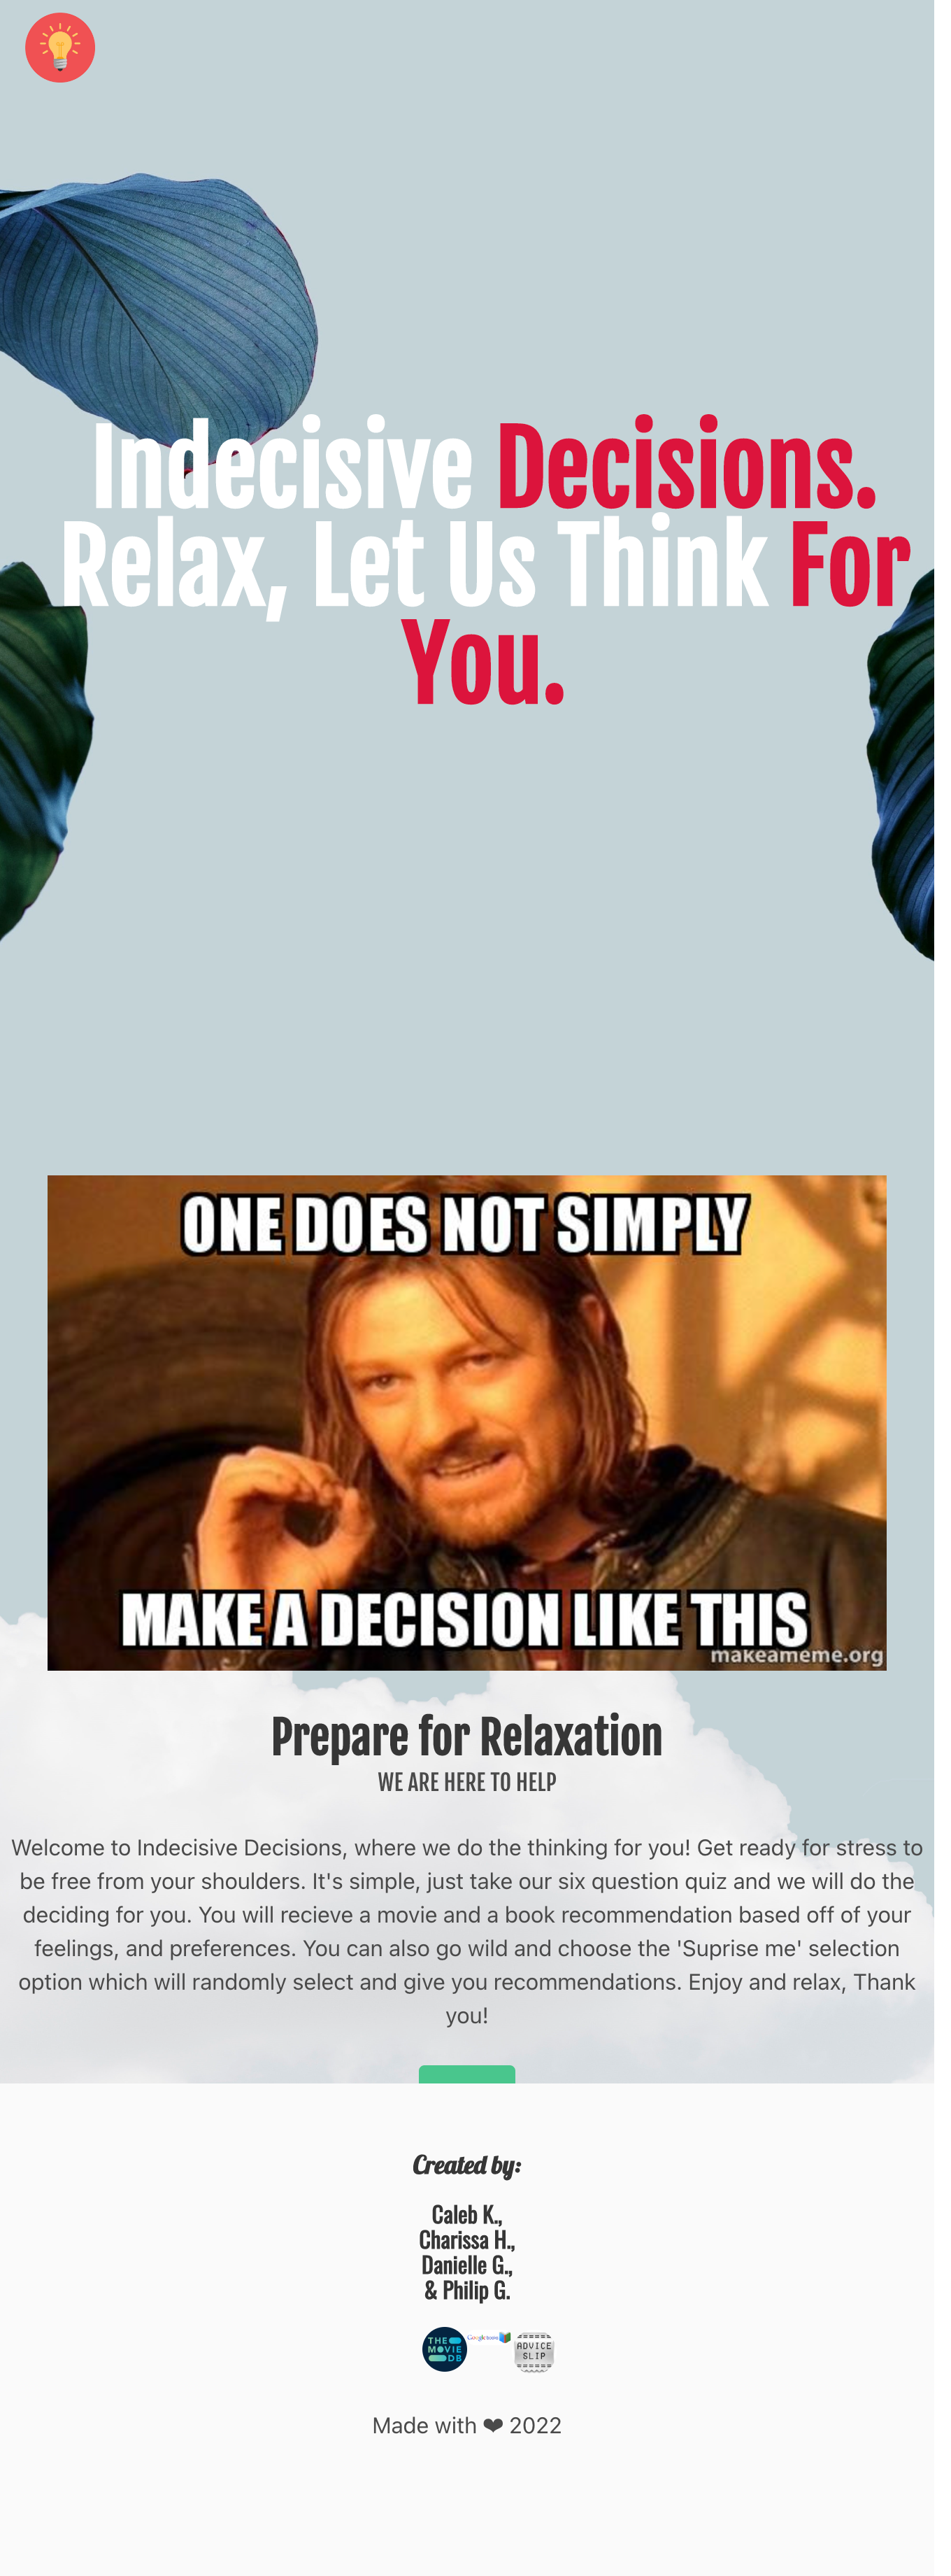 Indecisive Decisions.
Relax, Let Us Think For
You.
ONE DOES NOT SIMPLY
MAKE A DECISION LIKE THIS
makeameme.org
Prepare for Relaxation
WE ARE HERE TO HELP
Welcome to Indecisive Decisions, where we do the thinking for you! Get ready for stress to
be free from your shoulders. It's simple, just take our six question quiz and we will do the
deciding for you. You will recieve a movie and a book recommendation based off of your
feelings, and preferences. You can also go wild and choose the 'Suprise me' selection
option which will randomly select and give you recommendations. Enjoy and relax, Thank
you!
Created by:
Caleb K.,
Charissa H.,
Danielle G.,
& Philip G.
THE
MOVIE
DB
Google books
ADVICE
SLIP
Made with ❤ 2022